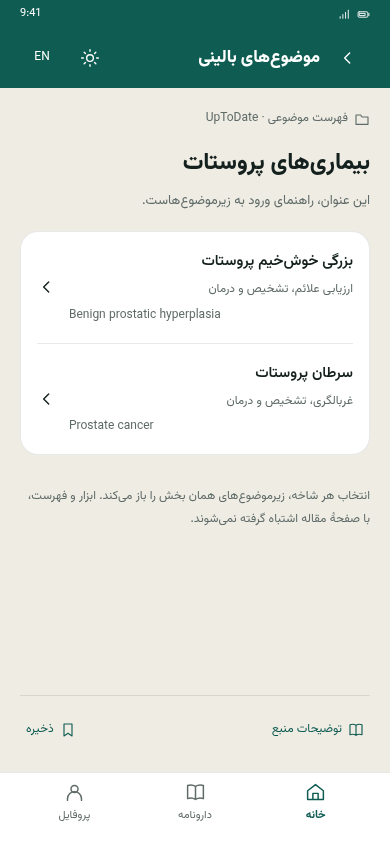 9:41
موضوع‌های بالینی
EN
فهرست موضوعی · UpToDate
بیماری‌های پروستات
این عنوان، راهنمای ورود به زیرموضوع‌هاست.
بزرگی خوش‌خیم پروستات
ارزیابی علائم، تشخیص و درمان
Benign prostatic hyperplasia
سرطان پروستات
غربالگری، تشخیص و درمان
Prostate cancer
انتخاب هر شاخه، زیرموضوع‌های همان بخش را باز می‌کند. ابزار و فهرست،
با صفحهٔ مقاله اشتباه گرفته نمی‌شوند.
توضیحات منبع
ذخیره
خانه
دارونامه
پروفایل